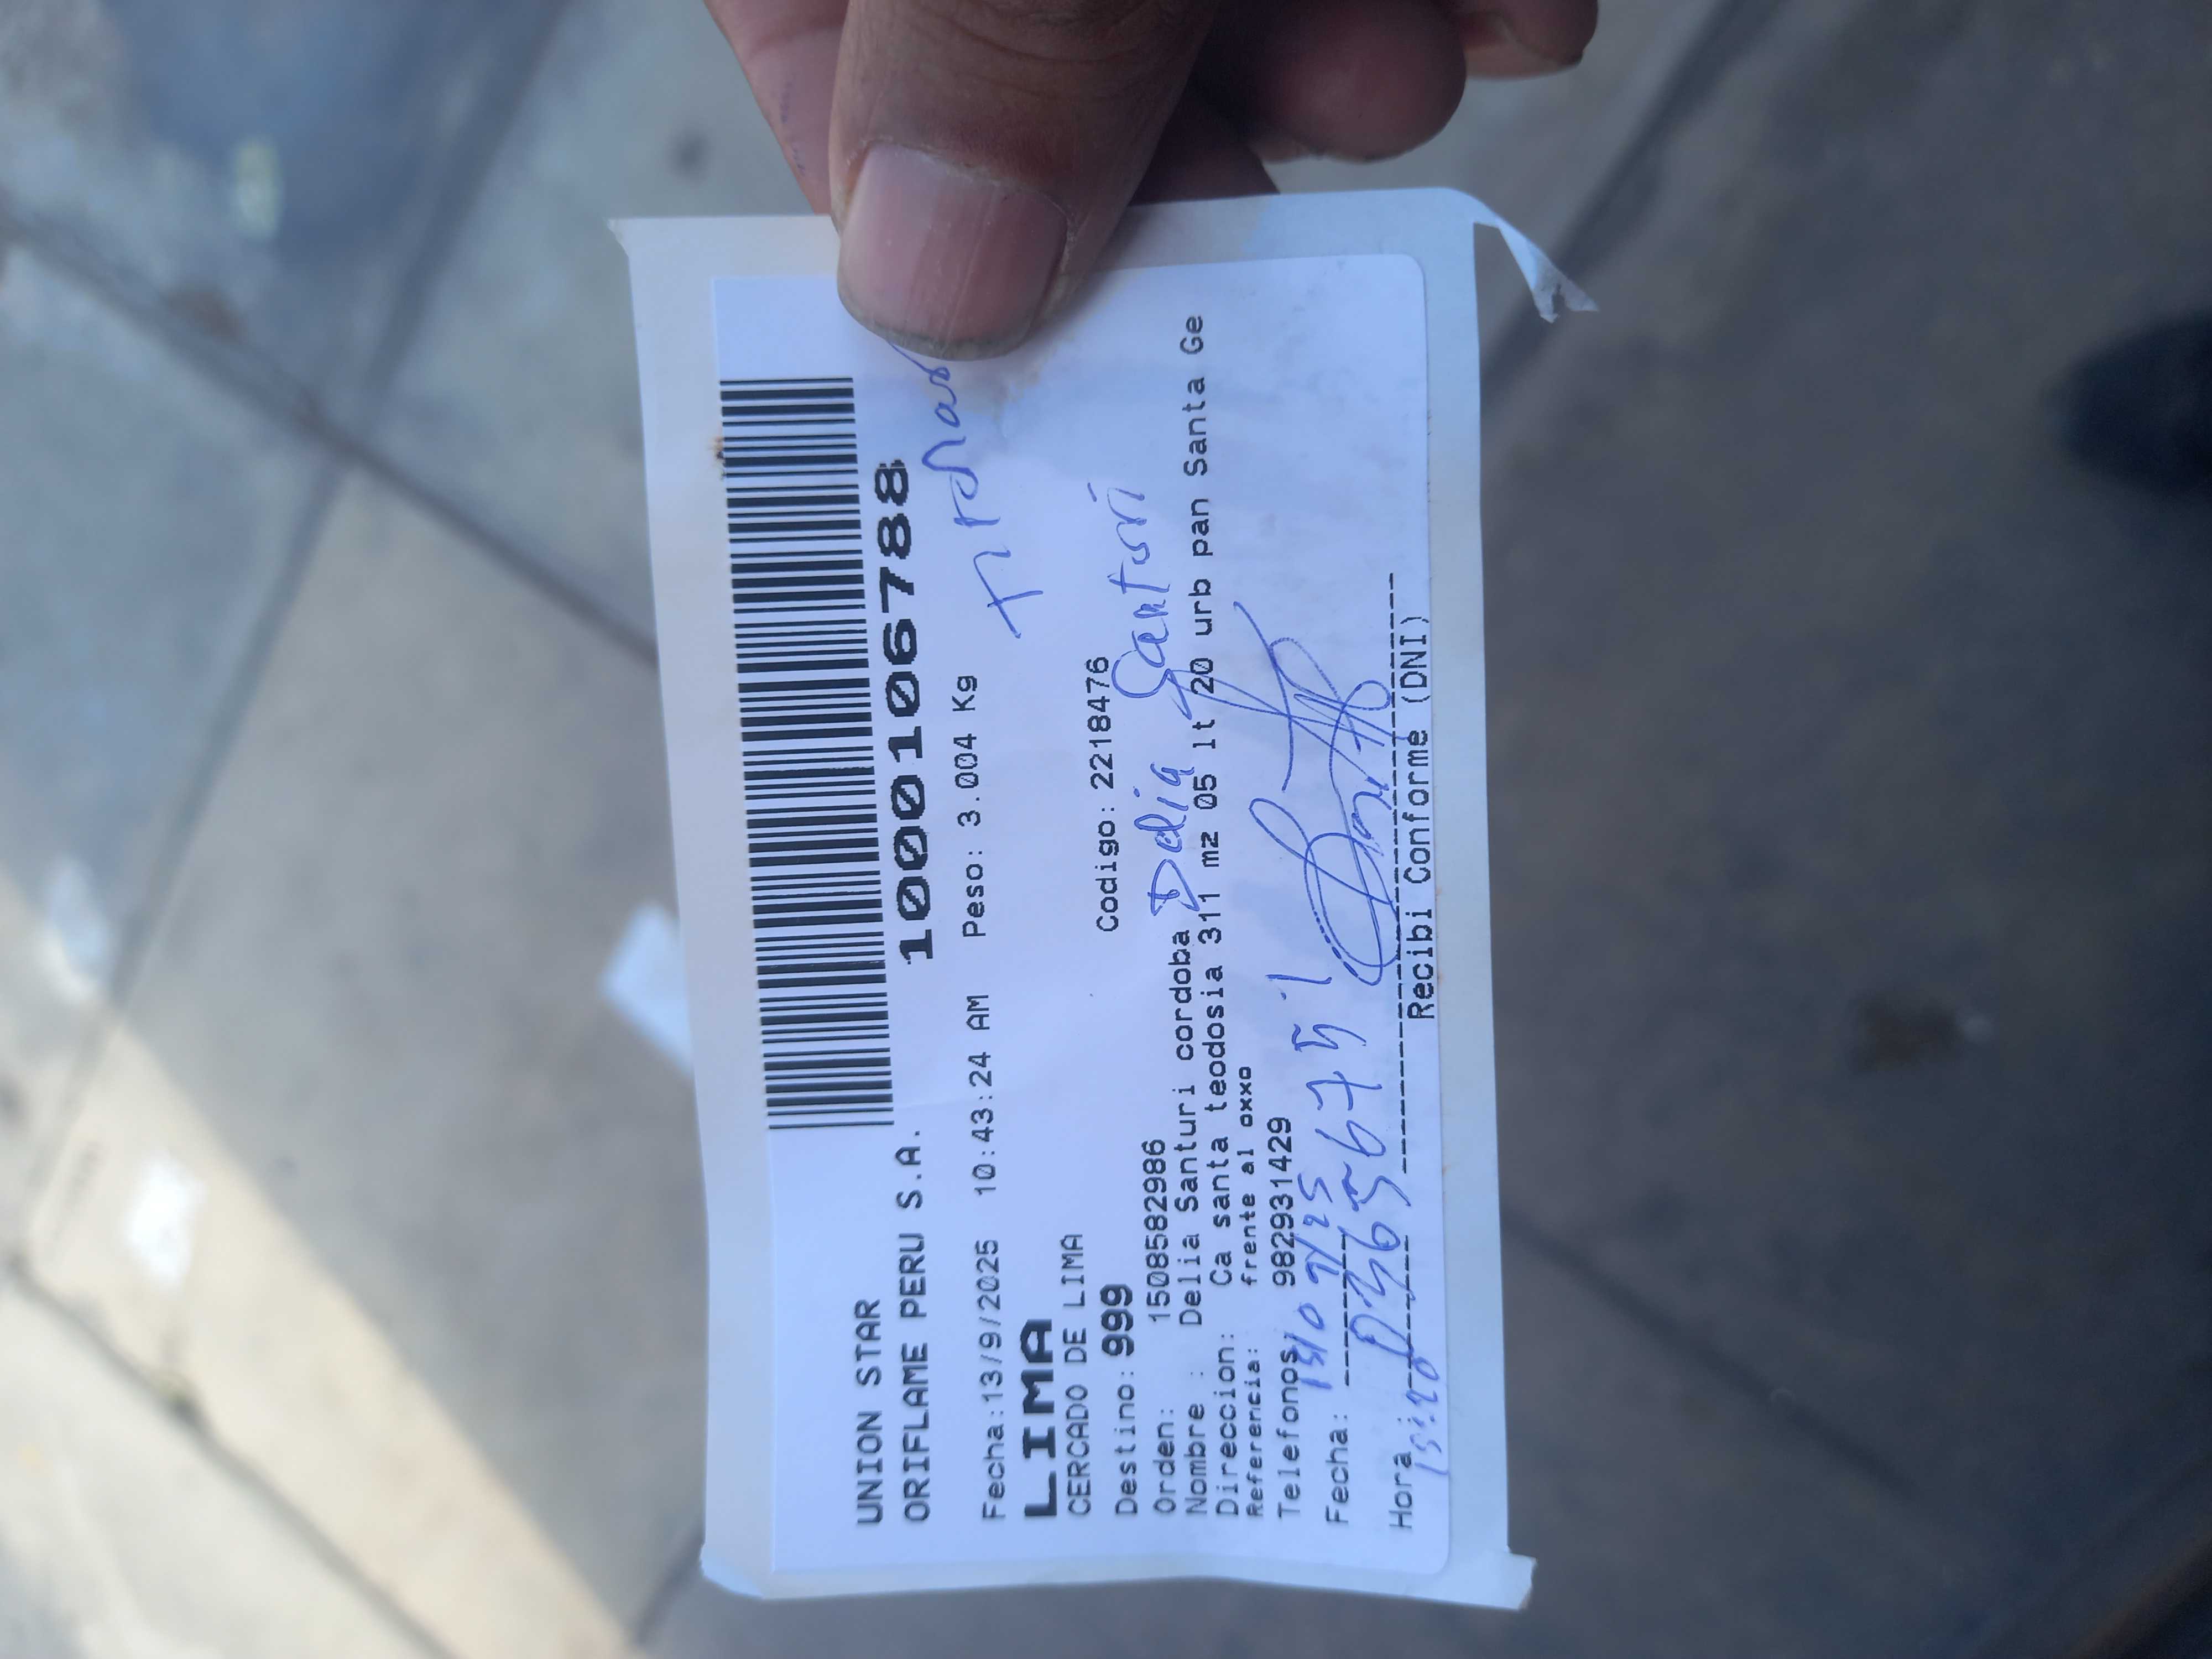 UNION STAR
ORIFLAME PERU S.A.
1000106788
Fecha:13/9/2025 10:43:24 AM Peso: 3.004 Kg
LIMA
CERCADO DE LIMA
Destino: 999 Codigo: 2218476
Orden: 1508582986
Nombre : Delia Santuri cordoba Delia Santuri
Direccion: Ca santa teodosia 311 mz 05 lt 20 urb pan Santa Ge
Referencia: frente al oxxo
Telefonos: 982931429
Fecha: 13/09/25
Hora 13:20
Recibi Conforme (DNI)